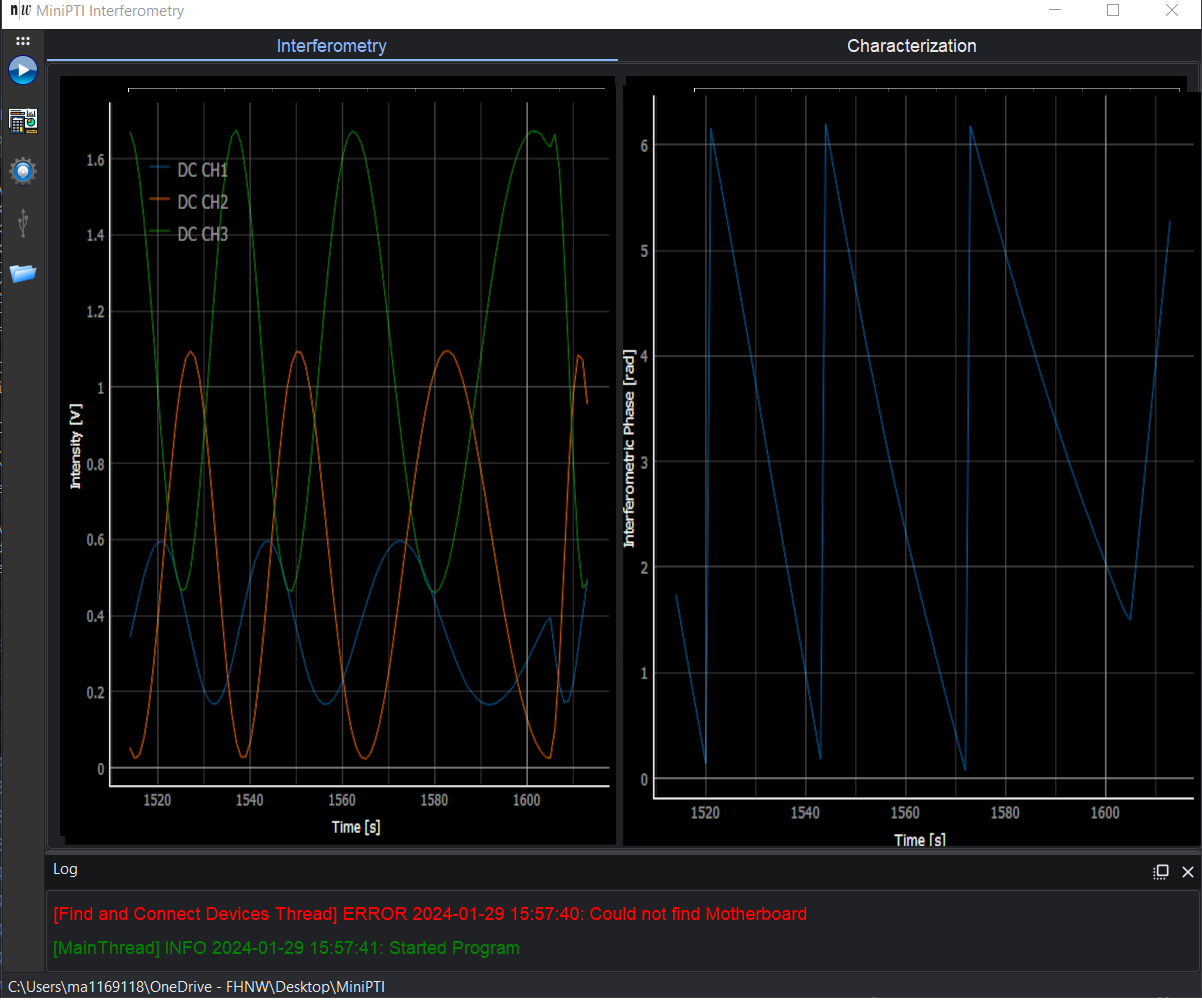 n|w MiniPTI Interferometry
Interferometry
Characterization
DC CH1
DC CH2
DC CH3
1.6
1.4
1.2
1
0.8
0.6
0.4
0.2
0
Intensity [V]
1520 1540 1560 1580 1600
Time [s]
6
5
4
3
2
1
0
Interferometric Phase [rad]
1520 1540 1560 1580 1600
Time [s]
Log
[Find and Connect Devices Thread] ERROR 2024-01-29 15:57:40: Could not find Motherboard
[MainThread] INFO 2024-01-29 15:57:41: Started Program
C:\Users\ma1169118\OneDrive - FHNW\Desktop\MiniPTI